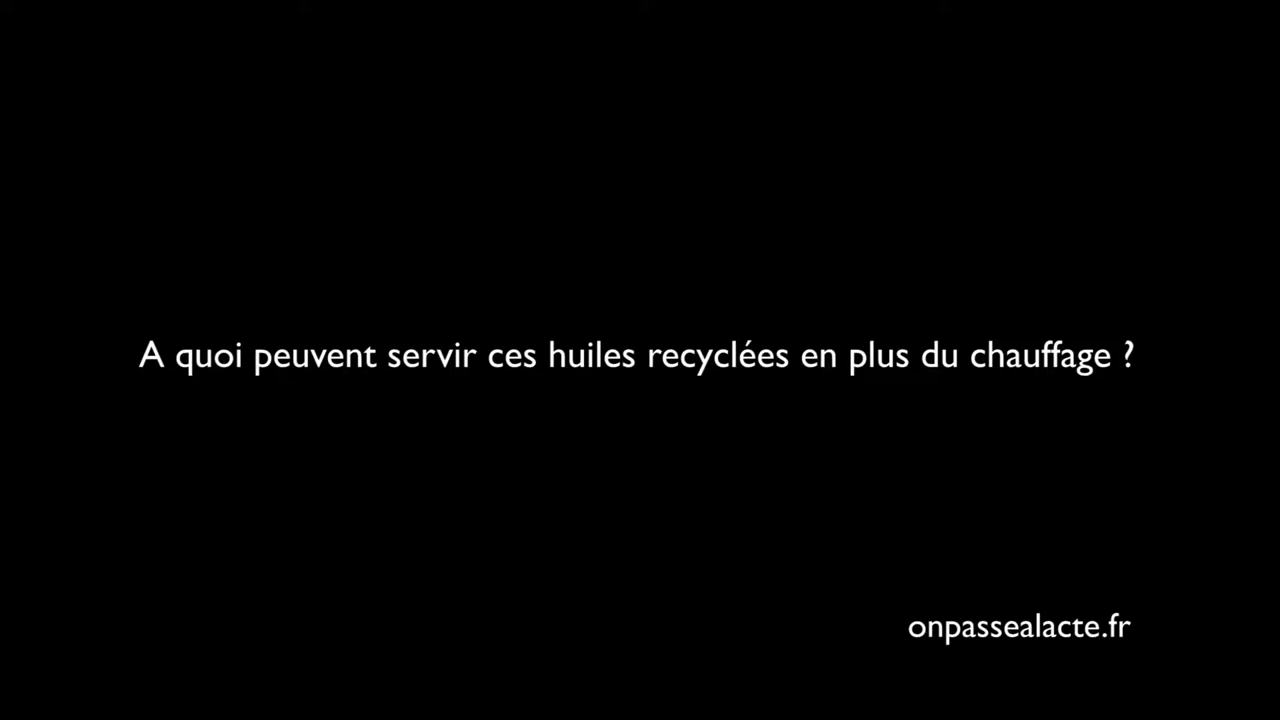 A quoi peuvent servir ces huiles recyclées en plus du chauffage ?
onpassealacte.fr